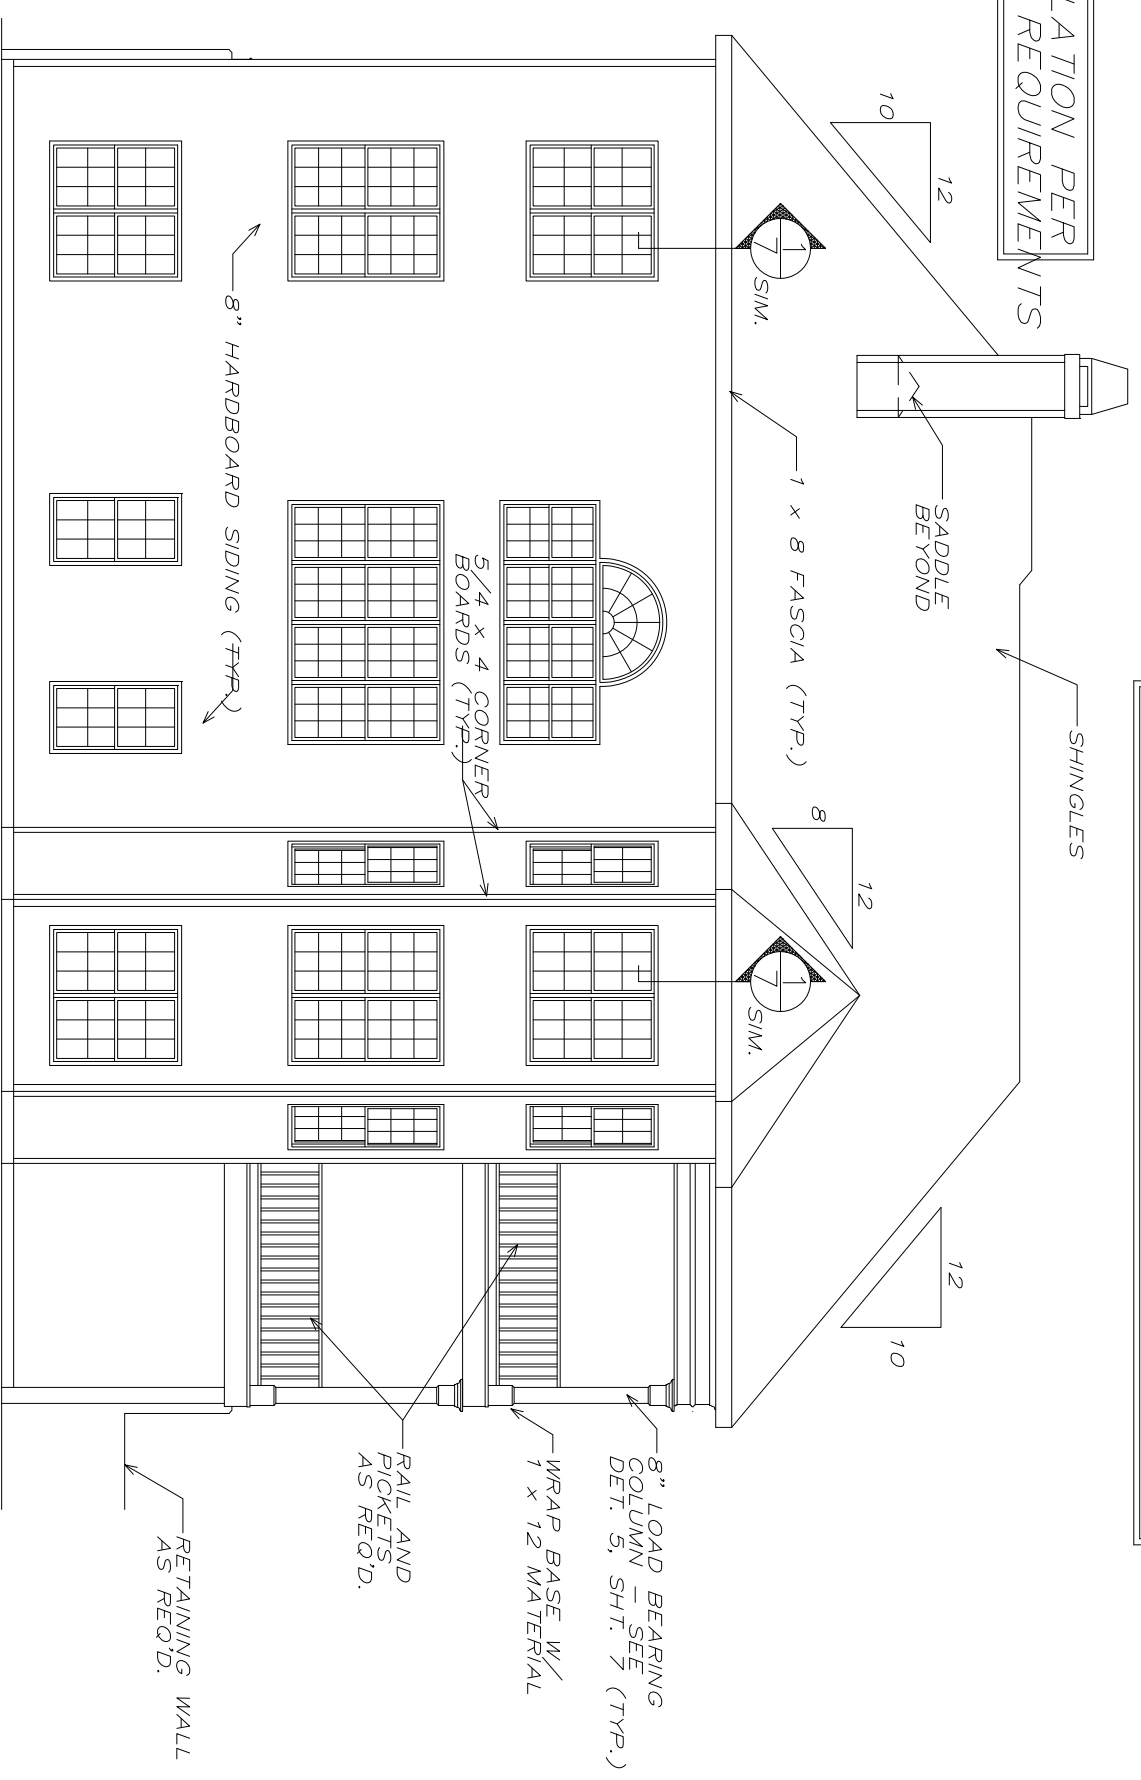 LATION PER
REQUIREMENTS
10
12
1
7
SIM.
SADDLE
BEYOND
1 x 8 FASCIA (TYP.)
SHINGLES
8
12
1
7
SIM.
12
10
8" HARDBOARD SIDING (TYP.)
5/4 x 4 CORNER
BOARDS (TYP.)
8" LOAD BEARING
COLUMN – SEE
DET. 5, SHT. 7 (TYP.)
WRAP BASE W/
1 x 12 MATERIAL
RAIL AND
PICKETS
AS REQ'D.
RETAINING WALL
AS REQ'D.